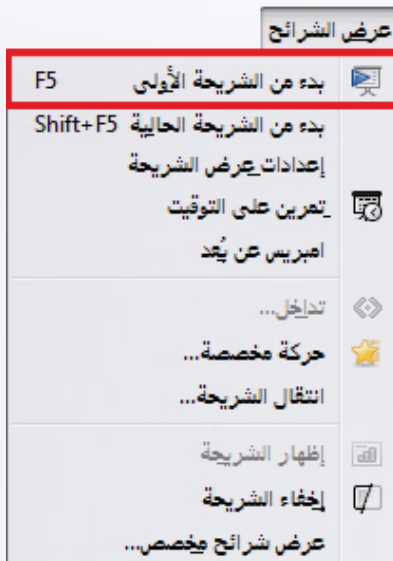 عرض الشرائح
بدء من الشريحة الأولى F5
بدء من الشريحة الحالية Shift+F5
إعدادات عرض الشريحة
تمرين على التوقيت
امبريس عن بُعد
تداخل...
حركة مخصصة...
انتقال الشريحة...
إظهار الشريحة
إخفاء الشريحة
عرض شرائح مخصص...